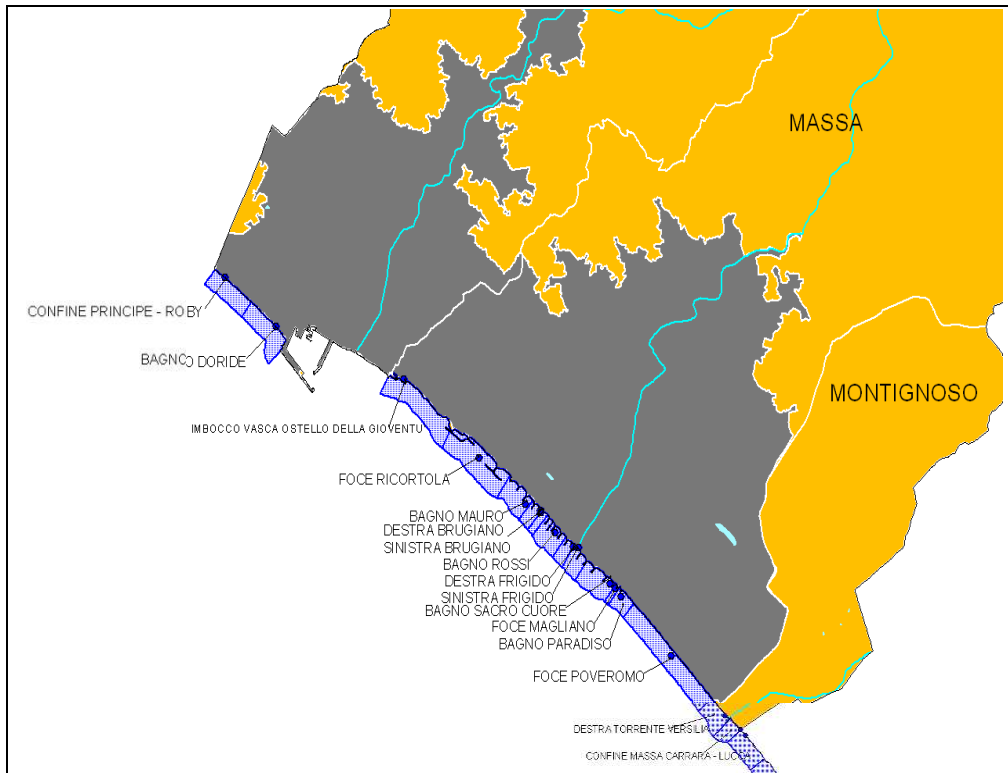 MASSA
CONFINE PRINCIPE - ROBY
BAGNO DORIDE
MONTIGNOSO
IMBOCCO VASCA OSTELLO DELLA GIOVENTU
FOCE RICORTOLA
BAGNO MAURO
DESTRA BRUGIANO
SINISTRA BRUGIANO
BAGNO ROSSI
DESTRA FRIGIDO
SINISTRA FRIGIDO
BAGNO SACRO CUORE
FOCE MAGLIANO
BAGNO PARADISO
FOCE POVEROMO
DESTRA TORRENTE VERSILIA
CONFINE MASSA CARRARA - LUCCA